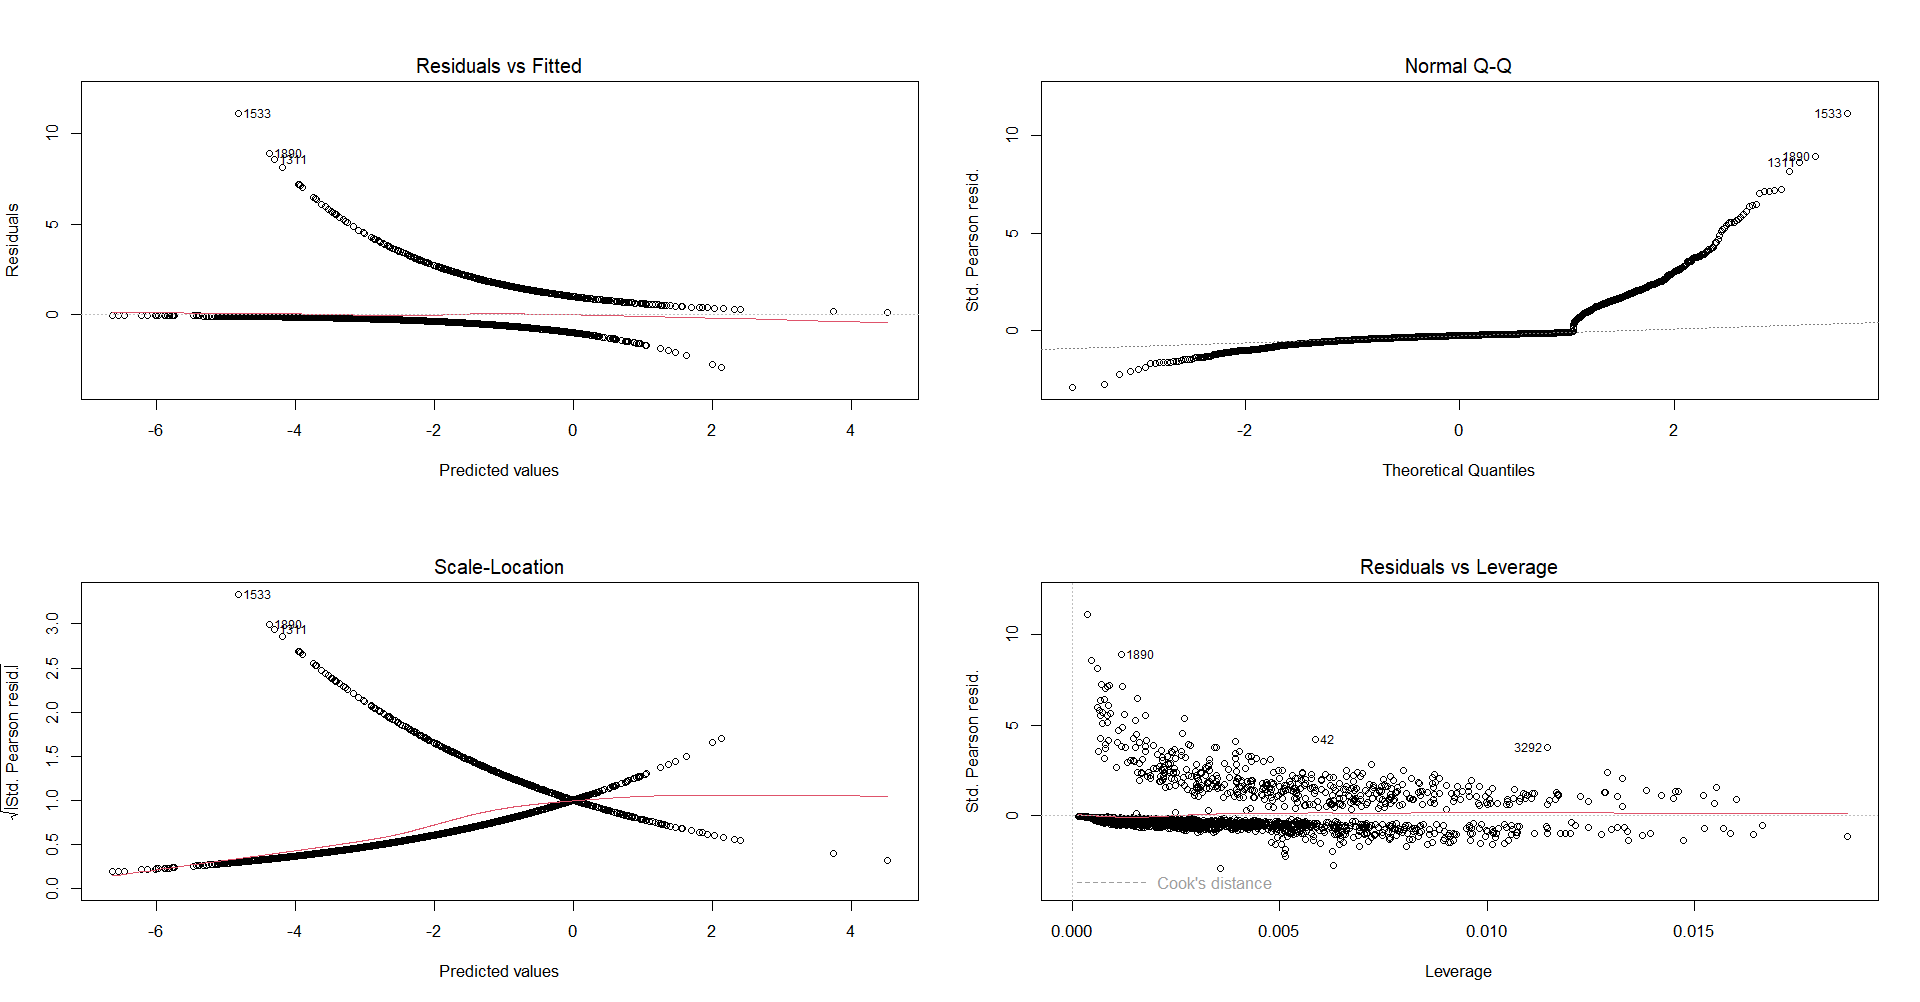 Residuals vs Fitted
Residuals
10
5
0
1533
1890
1311
-6 -4 -2 0 2 4
Predicted values
Normal Q-Q
Std. Pearson resid.
10
5
0
1533
1890
1311
-2 0 2
Theoretical Quantiles
Scale-Location
√|Std. Pearson resid.|
3.0
2.5
2.0
1.5
1.0
0.5
0.0
1533
1890
1311
-6 -4 -2 0 2 4
Predicted values
Residuals vs Leverage
Std. Pearson resid.
10
5
0
1890
42
3292
Cook's distance
0.000 0.005 0.010 0.015
Leverage